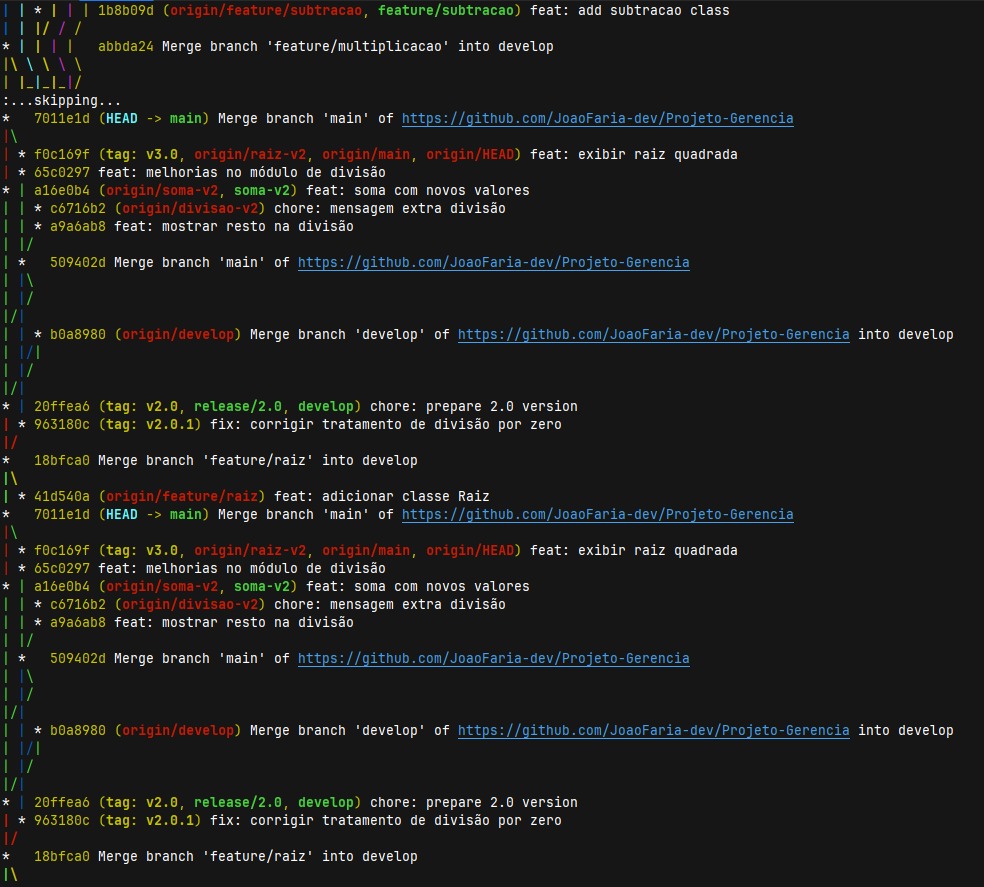 | | * | | | 1b8b09d (origin/feature/subtracao, feature/subtracao) feat: add subtracao class
| | |/ / /
* | | | |   abbda24 Merge branch 'feature/multiplicacao' into develop
|\ \ \ \ \
| |_|_|_|/
:...skipping...
*   7011e1d (HEAD -> main) Merge branch 'main' of https://github.com/JoaoFaria-dev/Projeto-Gerencia
|\
| * f0c169f (tag: v3.0, origin/raiz-v2, origin/main, origin/HEAD) feat: exibir raiz quadrada
| * 65c0297 feat: melhorias no módulo de divisão
* | a16e0b4 (origin/soma-v2, soma-v2) feat: soma com novos valores
| | * c6716b2 (origin/divisao-v2) chore: mensagem extra divisão
| | * a9a6ab8 feat: mostrar resto na divisão
| |/
| *   509402d Merge branch 'main' of https://github.com/JoaoFaria-dev/Projeto-Gerencia
| |\
| |/
|/|
| | * b0a8980 (origin/develop) Merge branch 'develop' of https://github.com/JoaoFaria-dev/Projeto-Gerencia into develop
| |/|
| |/
|/|
* | 20ffea6 (tag: v2.0, release/2.0, develop) chore: prepare 2.0 version
| * 963180c (tag: v2.0.1) fix: corrigir tratamento de divisão por zero
|/
*   18bfca0 Merge branch 'feature/raiz' into develop
|\
| * 41d540a (origin/feature/raiz) feat: adicionar classe Raiz
*   7011e1d (HEAD -> main) Merge branch 'main' of https://github.com/JoaoFaria-dev/Projeto-Gerencia
|\
| * f0c169f (tag: v3.0, origin/raiz-v2, origin/main, origin/HEAD) feat: exibir raiz quadrada
| * 65c0297 feat: melhorias no módulo de divisão
* | a16e0b4 (origin/soma-v2, soma-v2) feat: soma com novos valores
| | * c6716b2 (origin/divisao-v2) chore: mensagem extra divisão
| | * a9a6ab8 feat: mostrar resto na divisão
| |/
| *   509402d Merge branch 'main' of https://github.com/JoaoFaria-dev/Projeto-Gerencia
| |\
| |/
|/|
| | * b0a8980 (origin/develop) Merge branch 'develop' of https://github.com/JoaoFaria-dev/Projeto-Gerencia into develop
| |/|
| |/
|/|
* | 20ffea6 (tag: v2.0, release/2.0, develop) chore: prepare 2.0 version
| * 963180c (tag: v2.0.1) fix: corrigir tratamento de divisão por zero
|/
*   18bfca0 Merge branch 'feature/raiz' into develop
|\